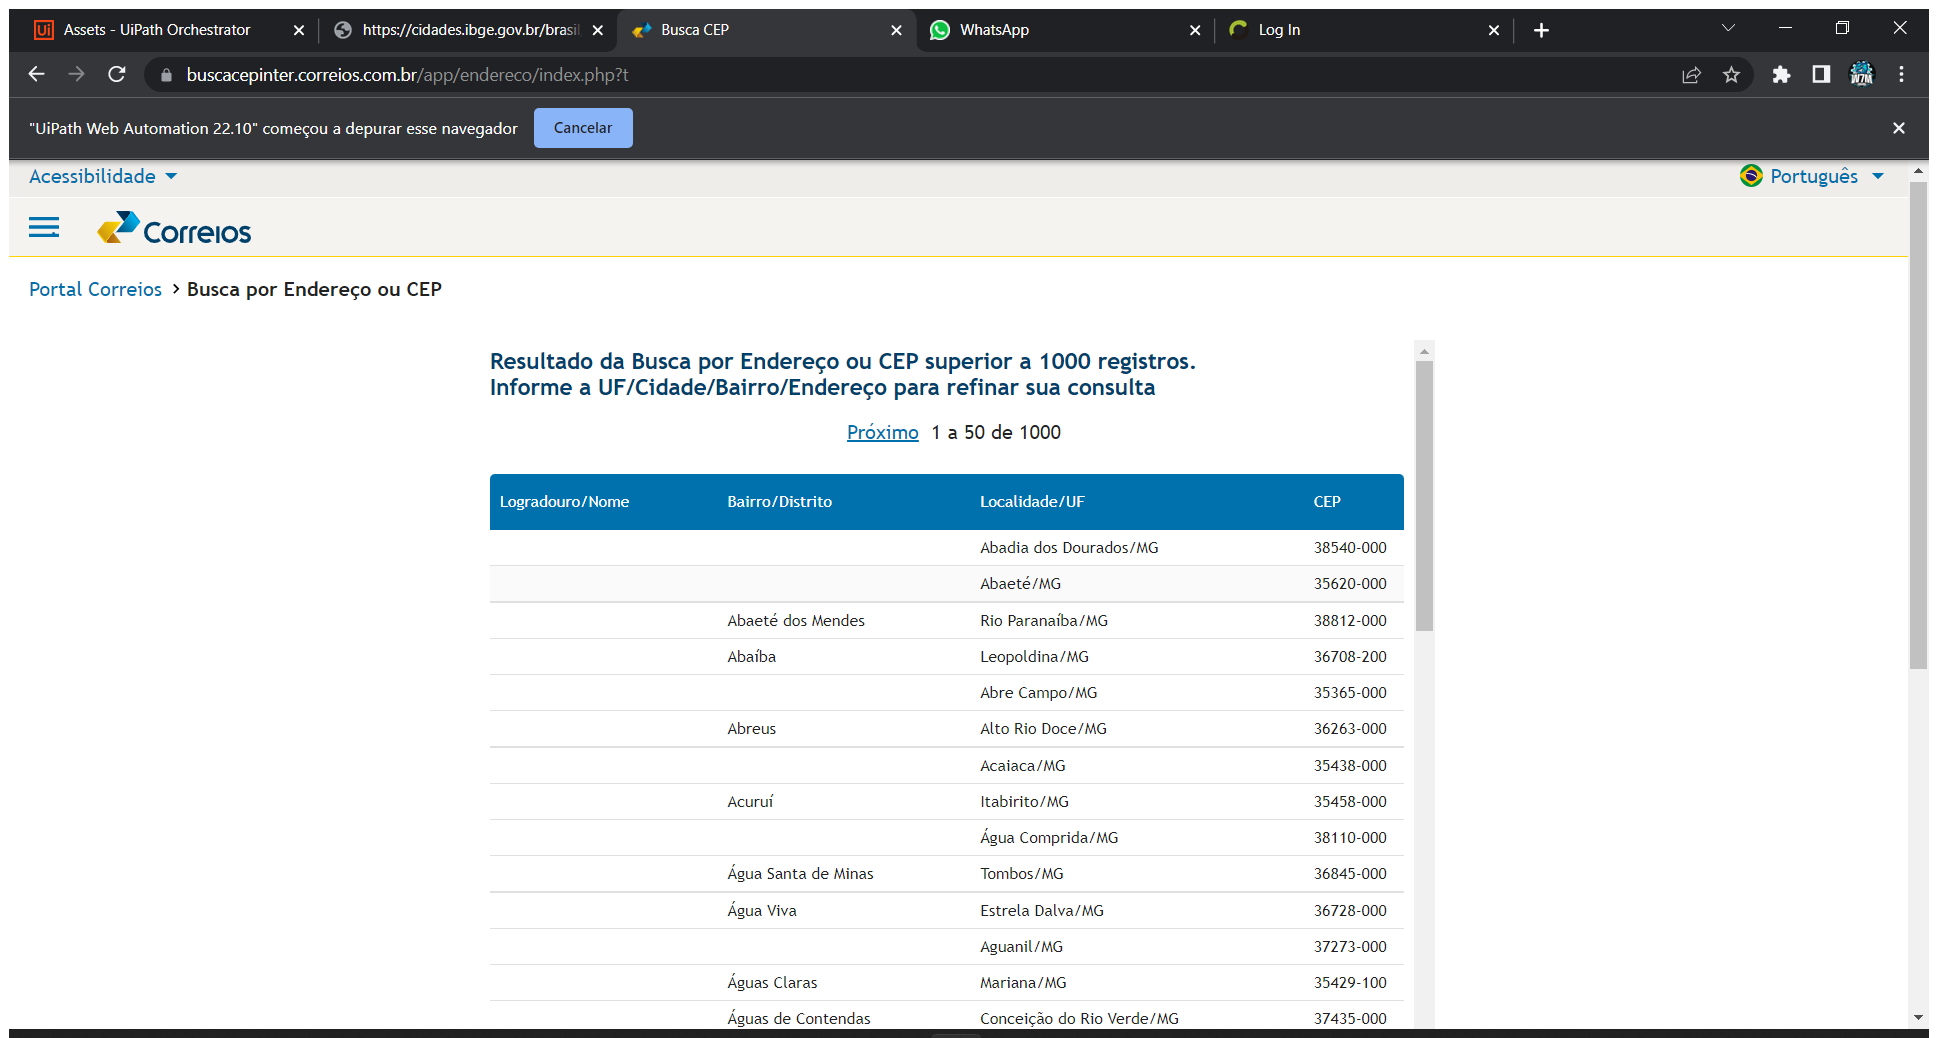 Assets - UiPath Orchestrator
https://cidades.ibge.gov.br/brasil
Busca CEP
WhatsApp
Log In
buscacepinter.correios.com.br/app/endereco/index.php?t
"UiPath Web Automation 22.10" começou a depurar esse navegador
Cancelar
Acessibilidade
Português
Correios
Portal Correios > Busca por Endereço ou CEP
Resultado da Busca por Endereço ou CEP superior a 1000 registros.
Informe a UF/Cidade/Bairro/Endereço para refinar sua consulta
Próximo 1 a 50 de 1000
Logradouro/Nome Bairro/Distrito Localidade/UF CEP
Abadia dos Dourados/MG 38540-000
Abaeté/MG 35620-000
Abaeté dos Mendes Rio Paranaíba/MG 38812-000
Abaíba Leopoldina/MG 36708-200
Abre Campo/MG 35365-000
Abreus Alto Rio Doce/MG 36263-000
Acaiaca/MG 35438-000
Acuruí Itabirito/MG 35458-000
Água Comprida/MG 38110-000
Água Santa de Minas Tombos/MG 36845-000
Água Viva Estrela Dalva/MG 36728-000
Aguanil/MG 37273-000
Águas Claras Mariana/MG 35429-100
Águas de Contendas Conceição do Rio Verde/MG 37435-000